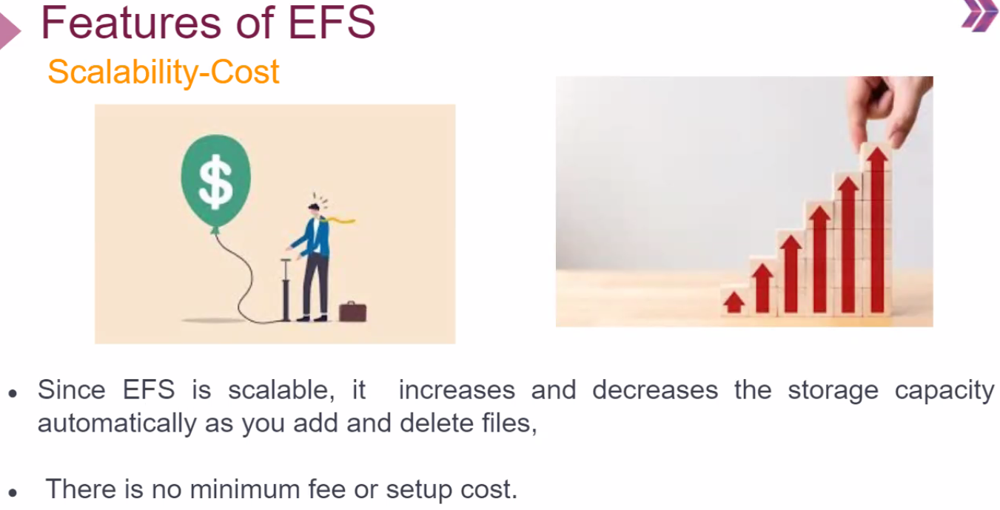 Features of EFS
Scalability-Cost
$
• Since EFS is scalable, it increases and decreases the storage capacity
automatically as you add and delete files,
• There is no minimum fee or setup cost.